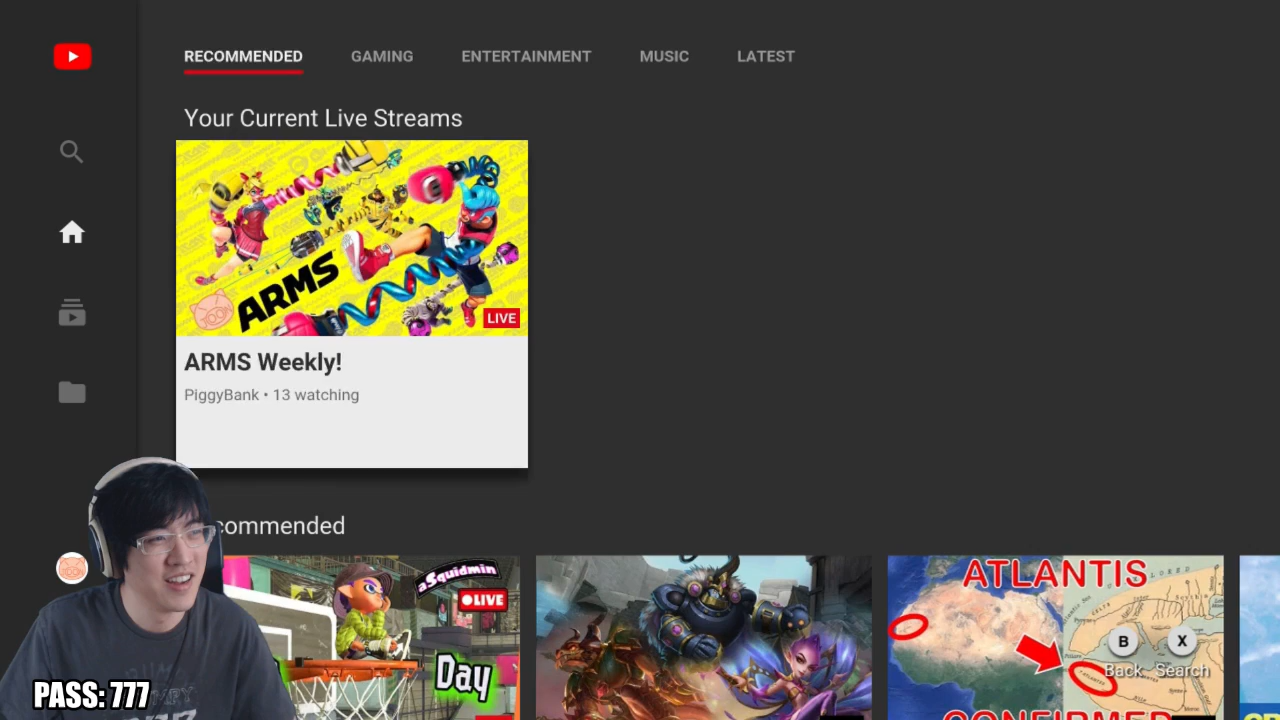 RECOMMENDED GAMING ENTERTAINMENT MUSIC LATEST
Your Current Live Streams
ARMS
LIVE
ARMS Weekly!
PiggyBank • 13 watching
commended
aSquidmin
LIVE
Day
ATLANTIS
B X
Back Search
CONFIRMED
PASS: 777